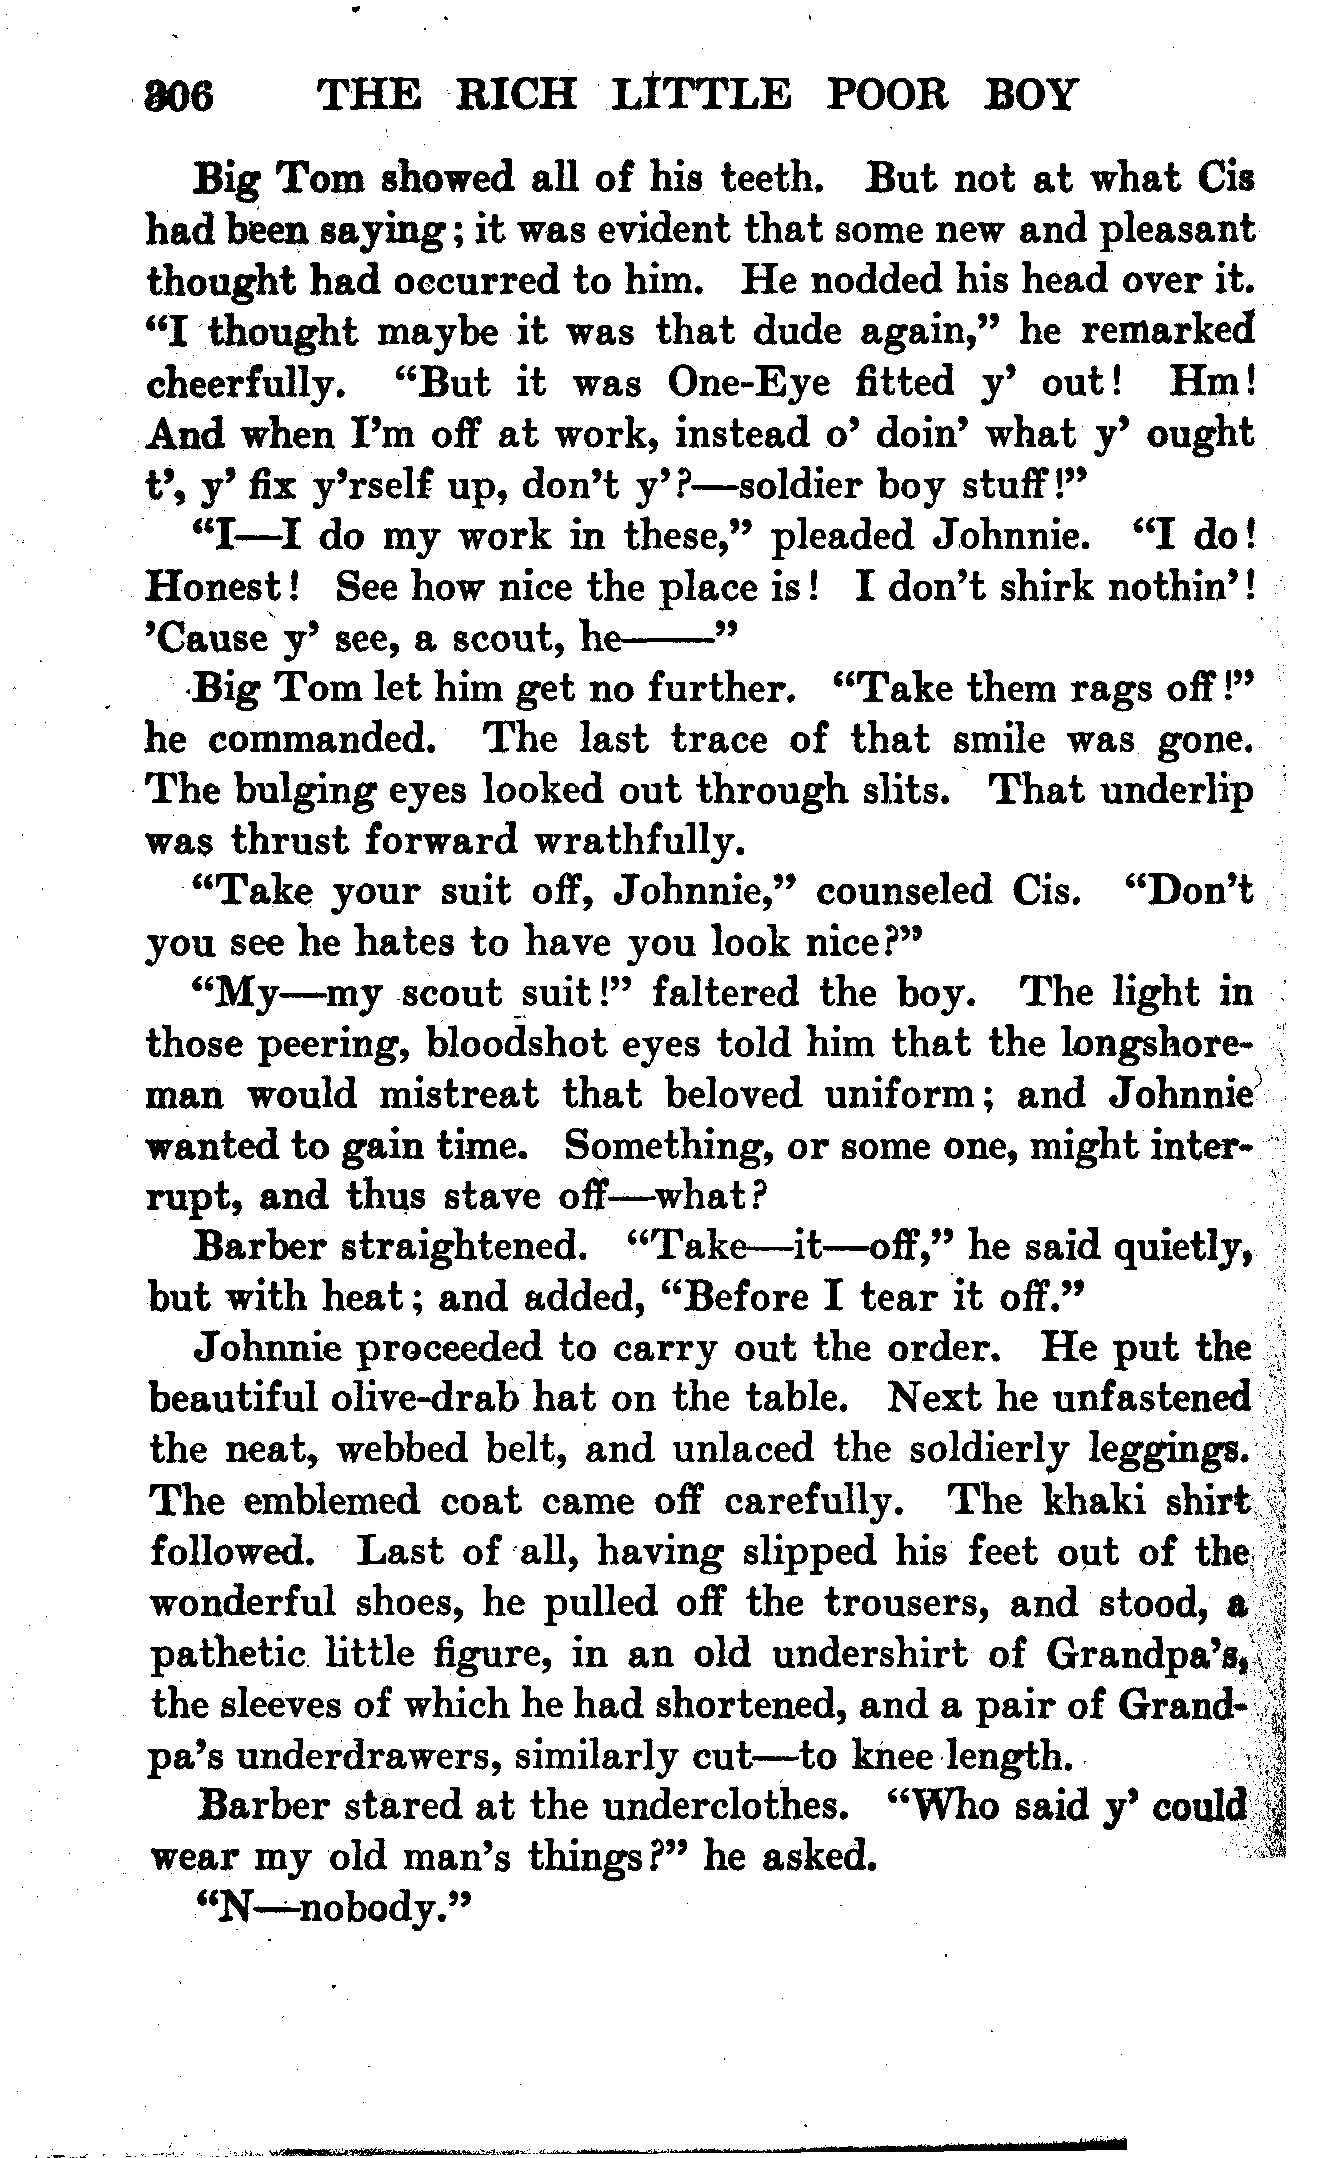 306 THE RICH LITTLE POOR BOY
Big Tom showed all of his teeth. But not at what Cis
had been saying; it was evident that some new and pleasant
thought had occurred to him. He nodded his head over it.
“I thought maybe it was that dude again,” he remarked
cheerfully. “But it was One-Eye fitted y’ out! Hm!
And when I’m off at work, instead o’ doin’ what y’ ought
t’, y’ fix y’rself up, don’t y’?—soldier boy stuff!”
“I—I do my work in these,” pleaded Johnnie. “I do!
Honest! See how nice the place is! I don’t shirk nothin’!
’Cause y’ see, a scout, he——”
Big Tom let him get no further. “Take them rags off!”
he commanded. The last trace of that smile was gone.
The bulging eyes looked out through slits. That underlip
was thrust forward wrathfully.
“Take your suit off, Johnnie,” counseled Cis. “Don’t
you see he hates to have you look nice?”
“My—my scout suit!” faltered the boy. The light in
those peering, bloodshot eyes told him that the longshore-
man would mistreat that beloved uniform; and Johnnie
wanted to gain time. Something, or some one, might inter-
rupt, and thus stave off—what?
Barber straightened. “Take—it—off,” he said quietly,
but with heat; and added, “Before I tear it off.”
Johnnie proceeded to carry out the order. He put the
beautiful olive-drab hat on the table. Next he unfastened
the neat, webbed belt, and unlaced the soldierly leggings.
The emblemed coat came off carefully. The khaki shirt
followed. Last of all, having slipped his feet out of the
wonderful shoes, he pulled off the trousers, and stood, a
pathetic little figure, in an old undershirt of Grandpa’s,
the sleeves of which he had shortened, and a pair of Grand-
pa’s underdrawers, similarly cut—to knee length.
Barber stared at the underclothes. “Who said y’ could
wear my old man’s things?” he asked.
“N—nobody.”